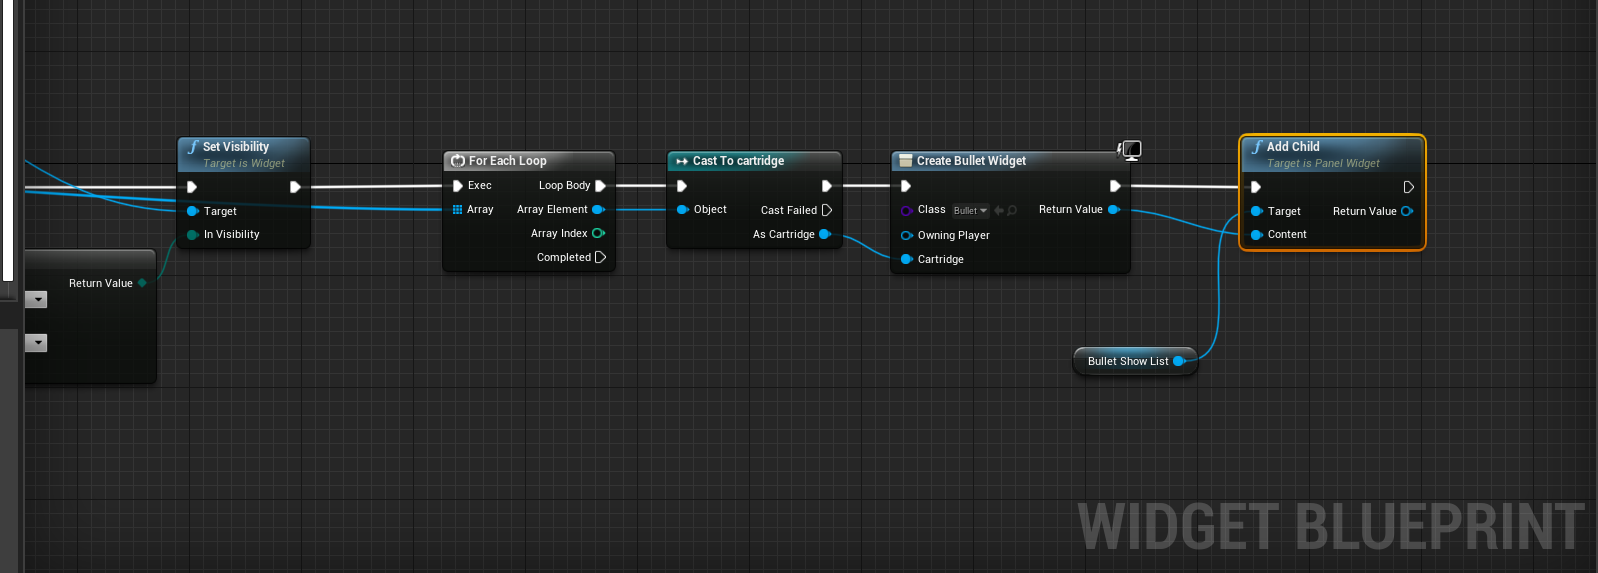 Set Visibility
Target is Widget
Target
In Visibility
Return Value
For Each Loop
Exec
Loop Body
Array
Array Element
Array Index
Completed
Cast To cartridge
Object
Cast Failed
As Cartridge
Create Bullet Widget
Class
Bullet
Return Value
Owning Player
Cartridge
Add Child
Target is Panel Widget
Target
Return Value
Content
Bullet Show List
WIDGET BLUEPRINT